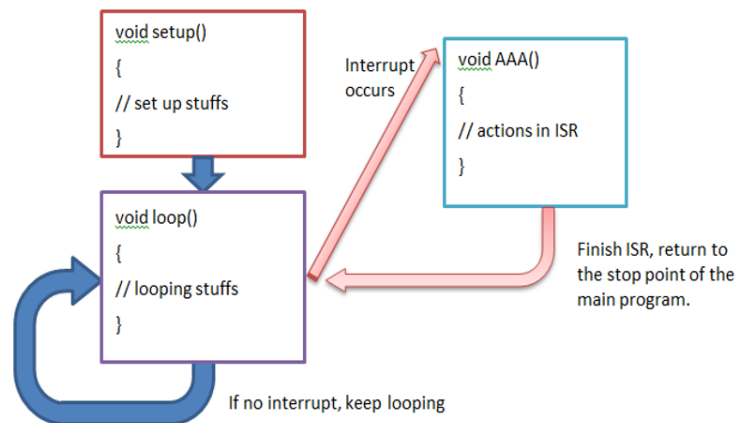 void setup()
{
// set up stuffs
}
Interrupt
occurs
void AAA()
{
// actions in ISR
}
void loop()
{
// looping stuffs
}
Finish ISR, return to
the stop point of the
main program.
If no interrupt, keep looping